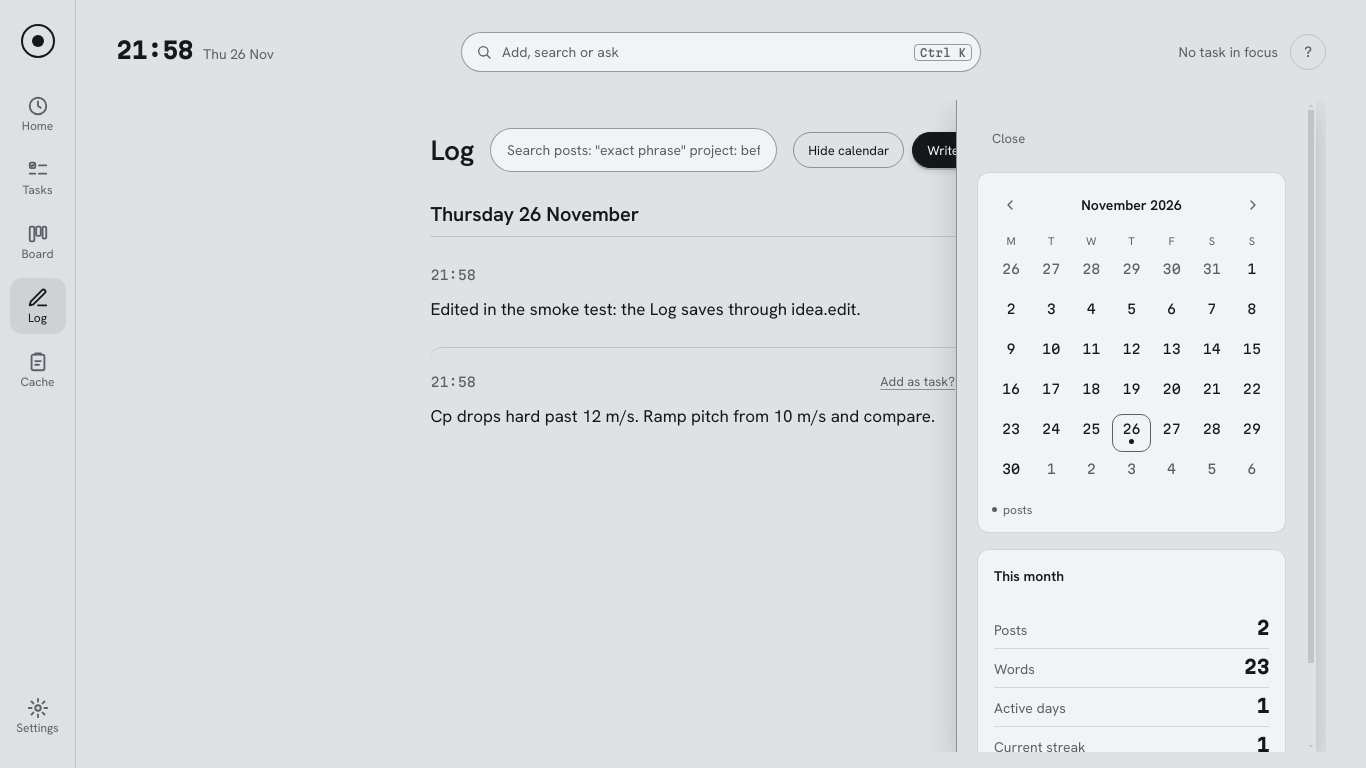 21:58 Thu 26 Nov
Add, search or ask
Ctrl K
No task in focus
?
Home
Tasks
Board
Log
Cache
Settings
Log
Search posts: "exact phrase" project: bef
Hide calendar
Write
Thursday 26 November
21:58
Edited in the smoke test: the Log saves through idea.edit.
21:58
Add as task?
Cp drops hard past 12 m/s. Ramp pitch from 10 m/s and compare.
Close
November 2026
M T W T F S S
26 27 28 29 30 31 1
2 3 4 5 6 7 8
9 10 11 12 13 14 15
16 17 18 19 20 21 22
23 24 25 26 27 28 29
30 1 2 3 4 5 6
posts
This month
Posts 2
Words 23
Active days 1
Current streak 1